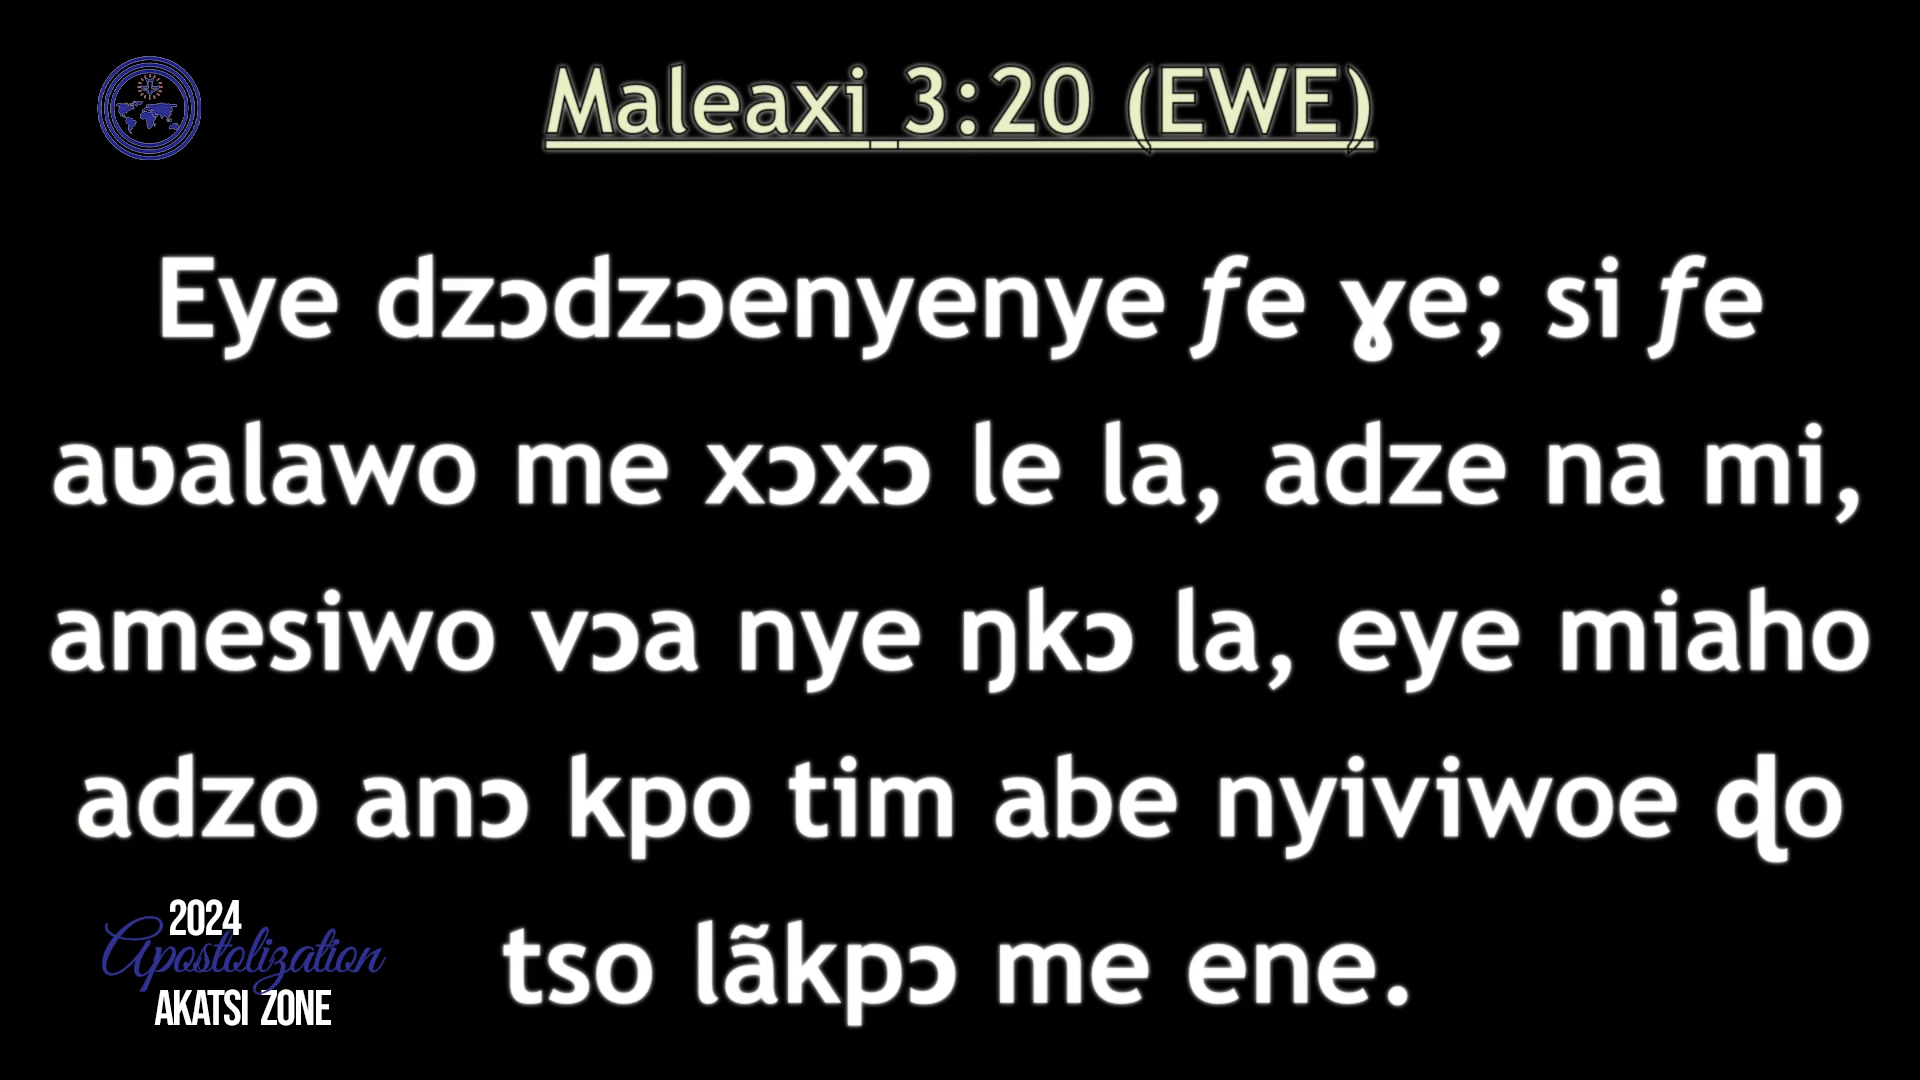 Maleaxi 3:20 (EWE)
Eye dzɔdzɔenyenye ƒe ɣe; si ƒe
aʋalawo me xɔxɔ le la, adze na mi,
amesiwo vɔa nye ŋkɔ la, eye miaho
adzo anɔ kpo tim abe nyiviwoe ɖo
tso lãkpɔ me ene.
2024
Apostolization
AKATSI ZONE